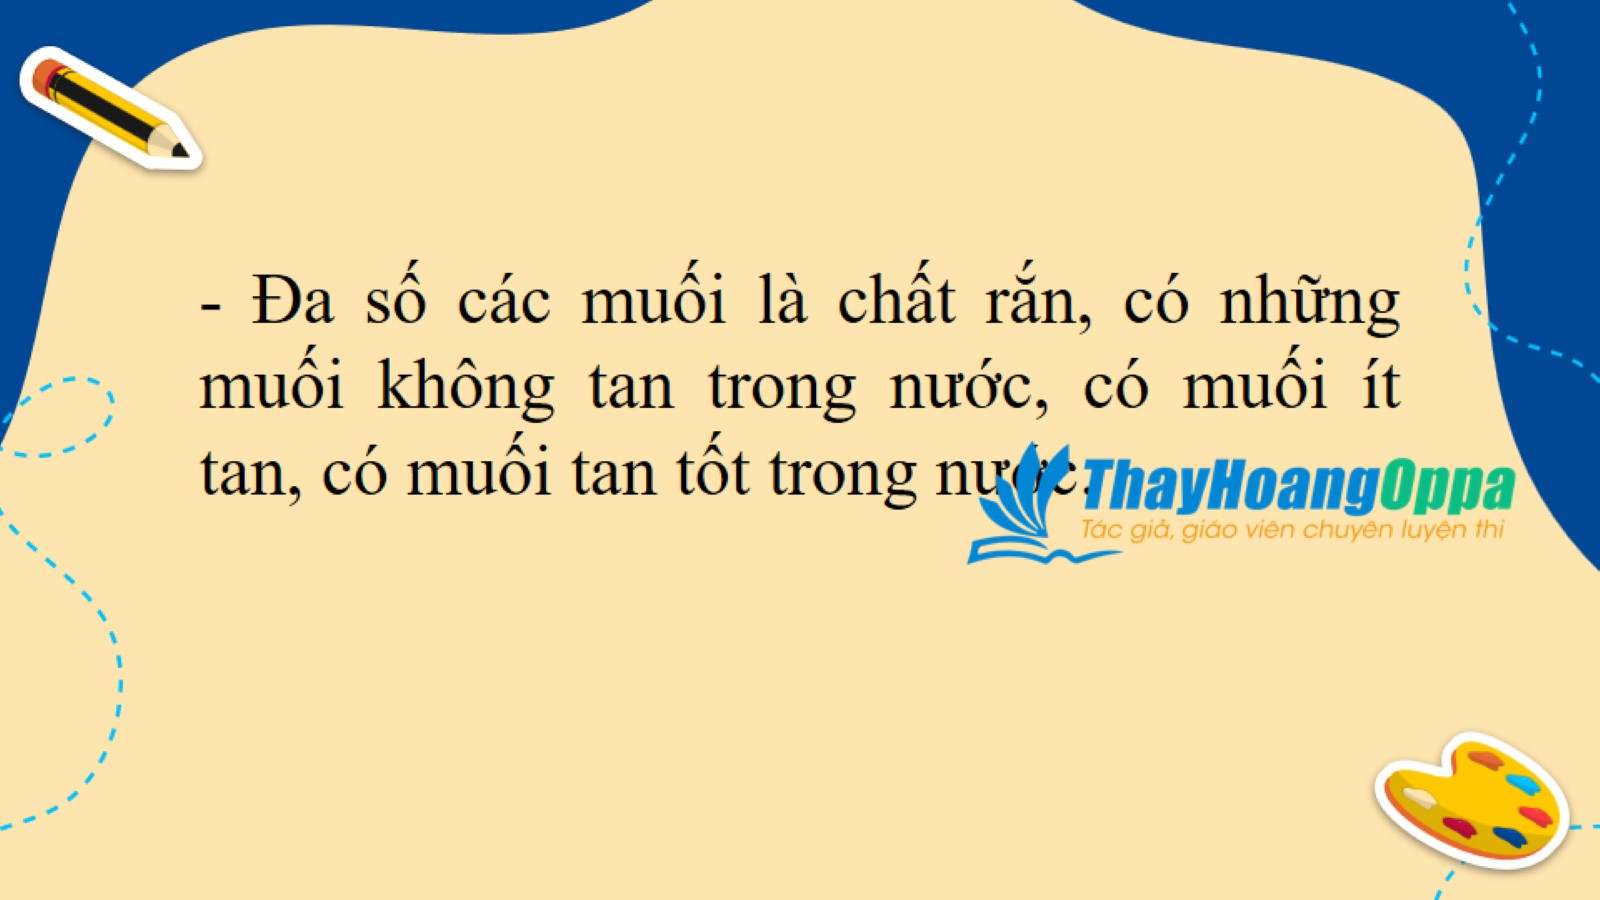 - Đa số các muối là chất rắn, có những
muối không tan trong nước, có muối ít
tan, có muối tan tốt trong nước.
ThayHoangOppa
Tác giả, giáo viên chuyên luyện thi